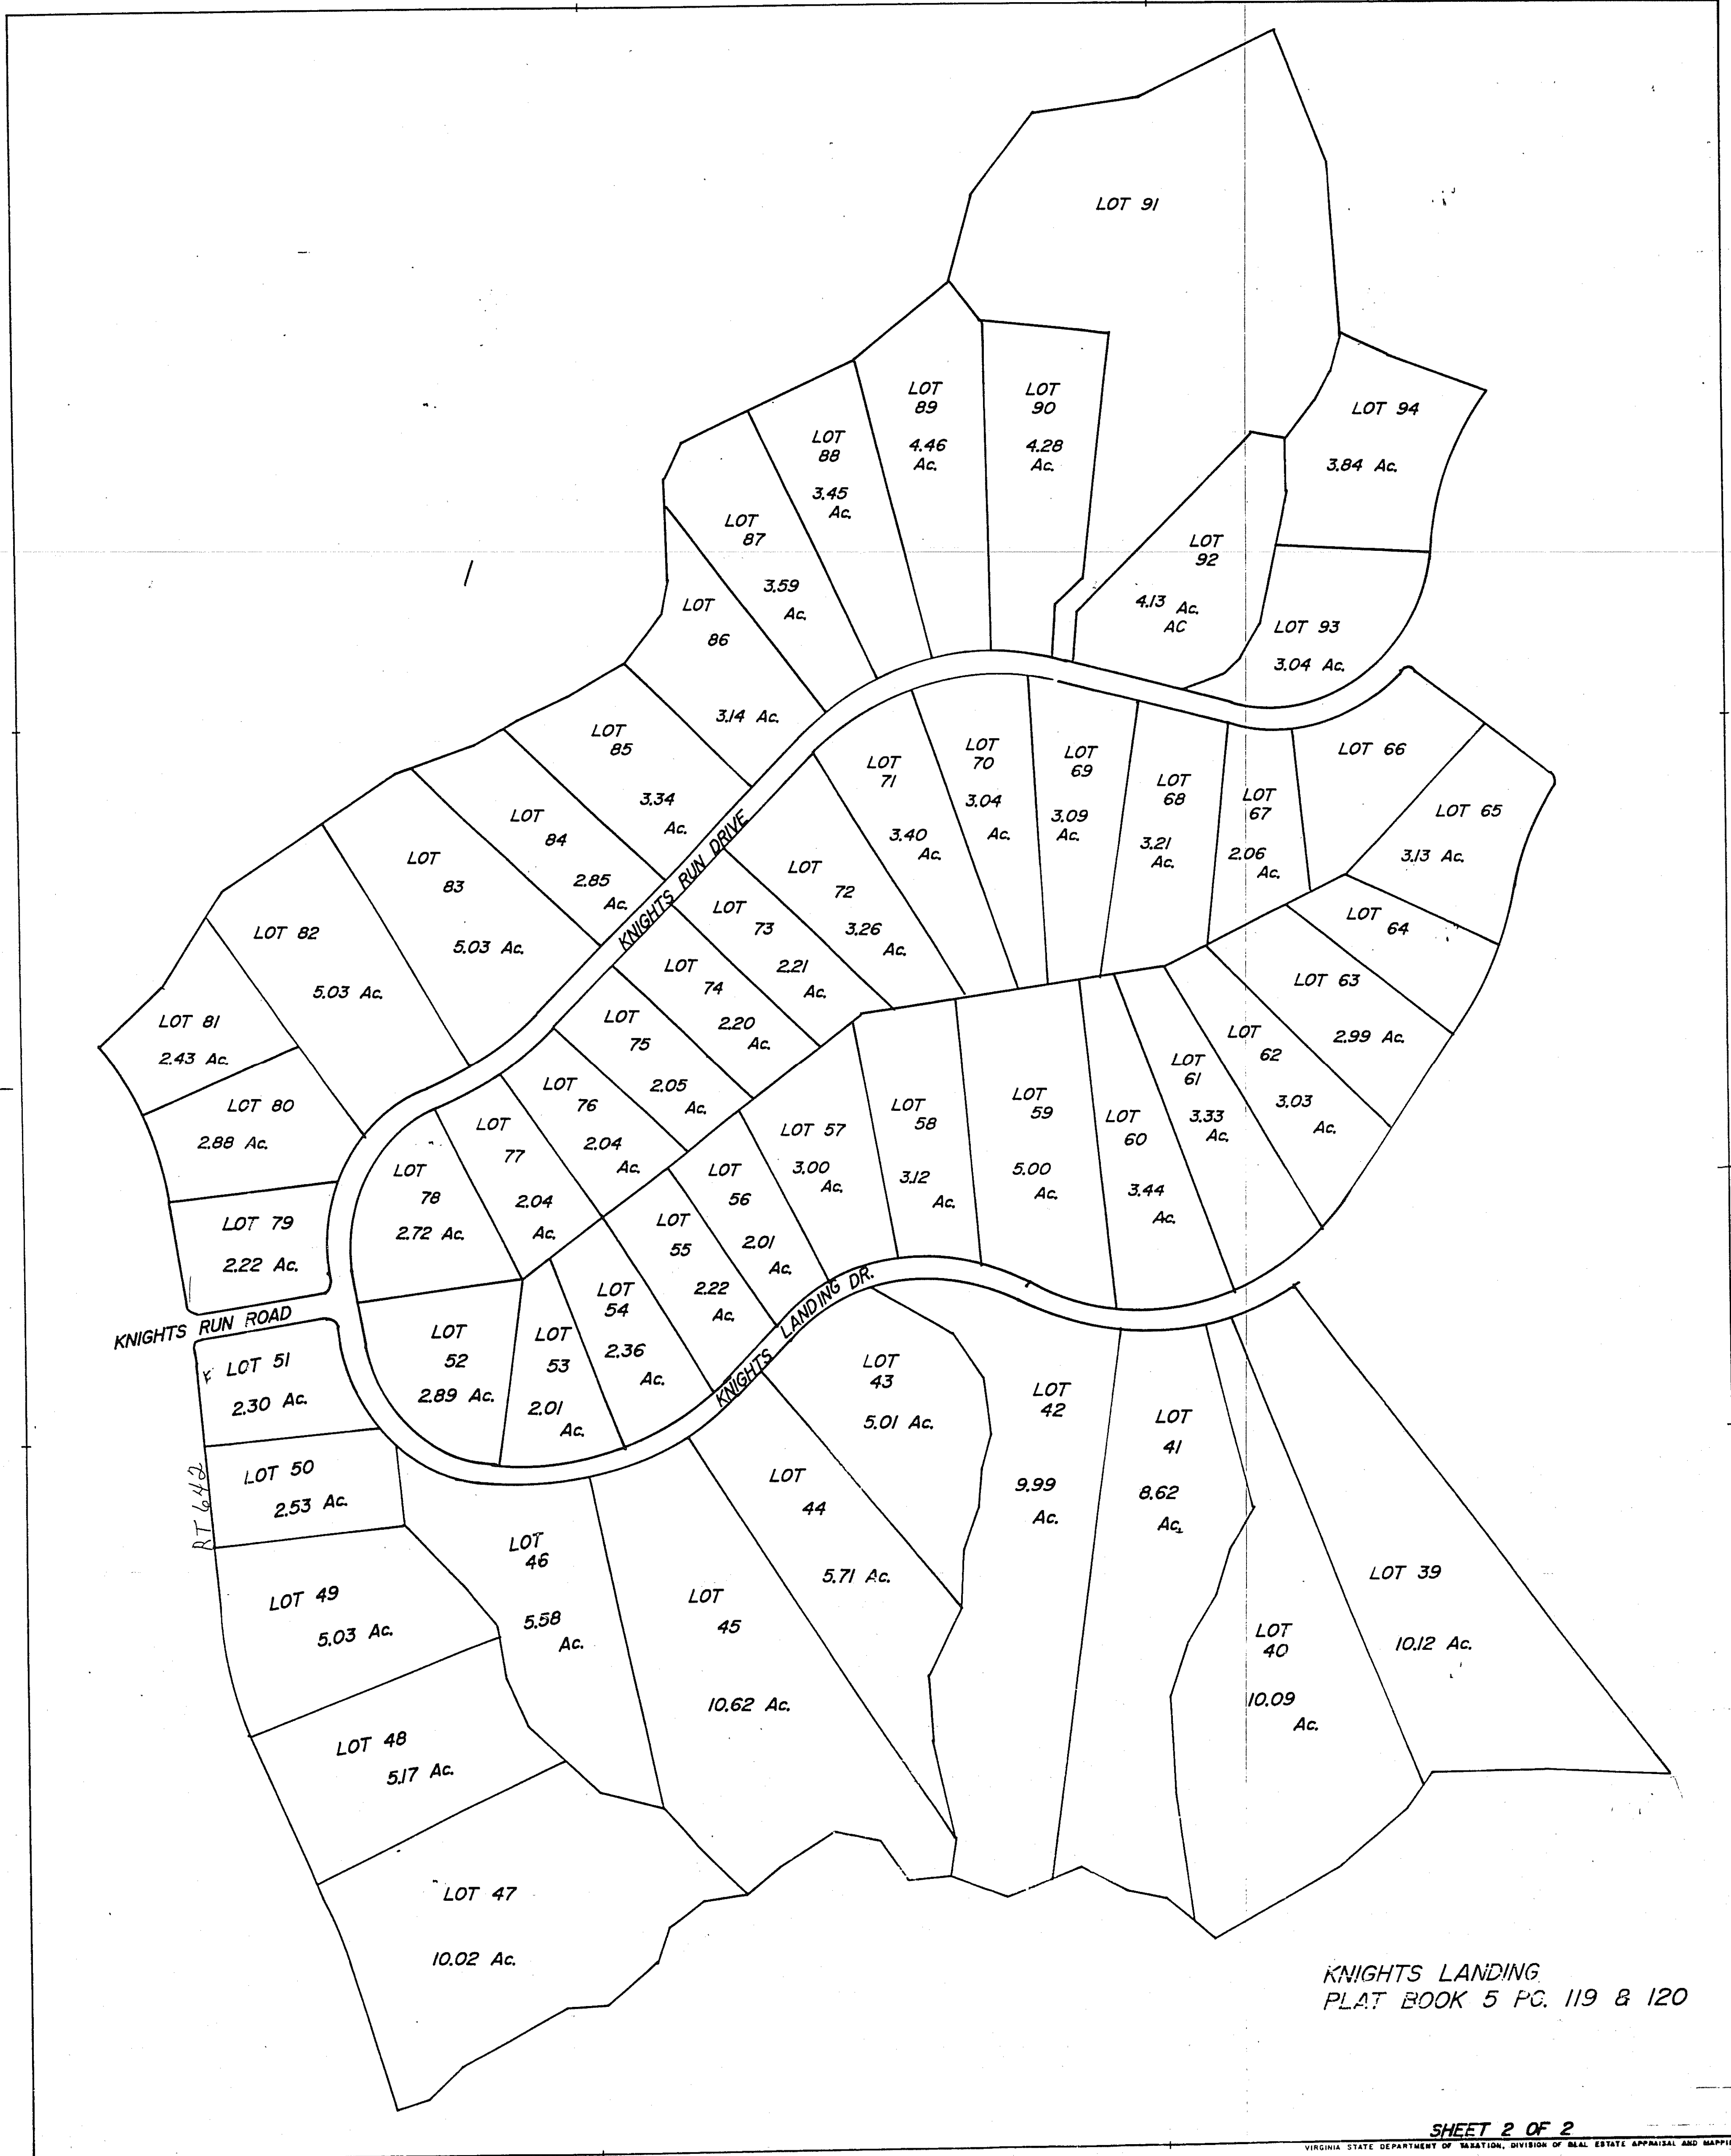 LOT 91
LOT
89
4.46
Ac.
LOT
90
4.28
Ac.
LOT 94
3.84 Ac.
LOT
88
3.45
Ac.
LOT
87
3.59
Ac.
LOT
92
4.13 Ac.
AC
LOT 93
3.04 Ac.
LOT
86
3.14 Ac.
LOT
85
3.34
Ac.
LOT
84
2.85
Ac.
LOT
83
5.03 Ac.
LOT 82
5.03 Ac.
LOT 81
2.43 Ac.
LOT 80
2.88 Ac.
LOT 79
2.22 Ac.
KNIGHTS RUN DRIVE
LOT
71
3.40
Ac.
LOT
70
3.04
Ac.
LOT
69
3.09
Ac.
LOT
68
3.21
Ac.
LOT
67
2.06
Ac.
LOT 66
LOT 65
3.13 Ac.
LOT
64
LOT 63
2.99 Ac.
LOT
62
3.03
Ac.
LOT
61
3.33
Ac.
LOT
60
3.44
Ac.
LOT
59
5.00
Ac.
LOT
58
3.12
Ac.
LOT 57
3.00
Ac.
LOT
72
3.26
Ac.
LOT
73
2.21
Ac.
LOT
74
2.20
Ac.
LOT
75
2.05
Ac.
LOT
76
2.04
Ac.
LOT
77
2.04
Ac.
LOT
78
2.72 Ac.
LOT
56
2.01
Ac.
LOT
55
2.22
Ac.
LOT
54
2.36
Ac.
LOT
53
2.01
Ac.
LOT
52
2.89 Ac.
KNIGHTS RUN ROAD
KNIGHTS LANDING DR.
LOT 51
2.30 Ac.
LOT 50
2.53 Ac.
RT 642
LOT 49
5.03 Ac.
LOT 48
5.17 Ac.
LOT 47
10.02 Ac.
LOT
46
5.58
Ac.
LOT
45
10.62 Ac.
LOT
44
5.71 Ac.
LOT
43
5.01 Ac.
LOT
42
9.99
Ac.
LOT
41
8.62
Ac.
LOT
40
10.09
Ac.
LOT 39
10.12 Ac.
KNIGHTS LANDING
PLAT BOOK 5 PG. 119 & 120
SHEET 2 OF 2
VIRGINIA STATE DEPARTMENT OF TAXATION, DIVISION OF REAL ESTATE APPRAISAL AND MAPPI